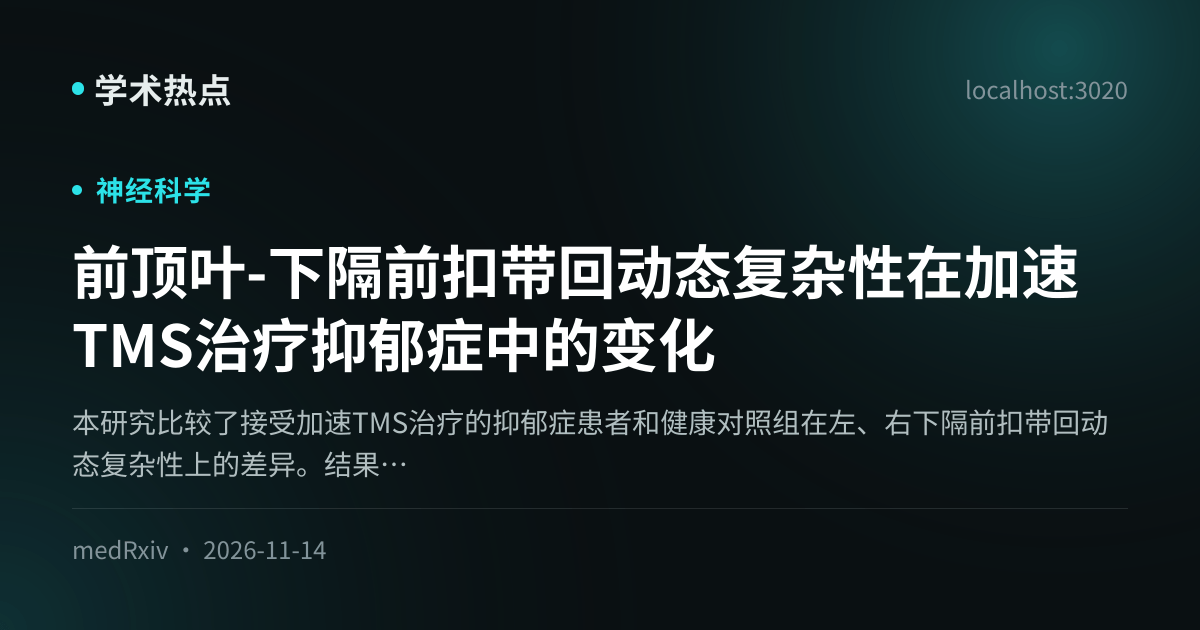 学术热点
localhost:3020
神经科学
前顶叶-下隔前扣带回动态复杂性在加速
TMS治疗抑郁症中的变化
本研究比较了接受加速TMS治疗的抑郁症患者和健康对照组在左、右下隔前扣带回动
态复杂性上的差异。结果…
medRxiv · 2026-11-14